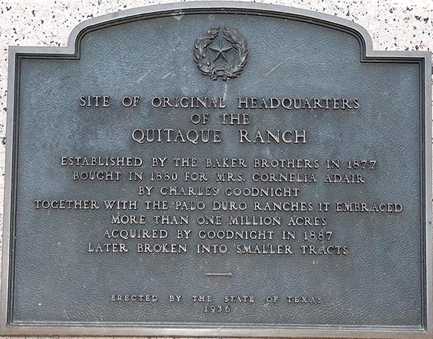 SITE OF ORIGINAL HEADQUARTERS
OF THE
QUITAQUE RANCH
ESTABLISHED BY THE BAKER BROTHERS IN 1877
BOUGHT IN 1880 FOR MRS. CORNELIA ADAIR
BY CHARLES GOODNIGHT
TOGETHER WITH THE PALO DURO RANCHES IT EMBRACED
MORE THAN ONE MILLION ACRES
ACQUIRED BY GOODNIGHT IN 1887
LATER BROKEN INTO SMALLER TRACTS
ERECTED BY THE STATE OF TEXAS
1936